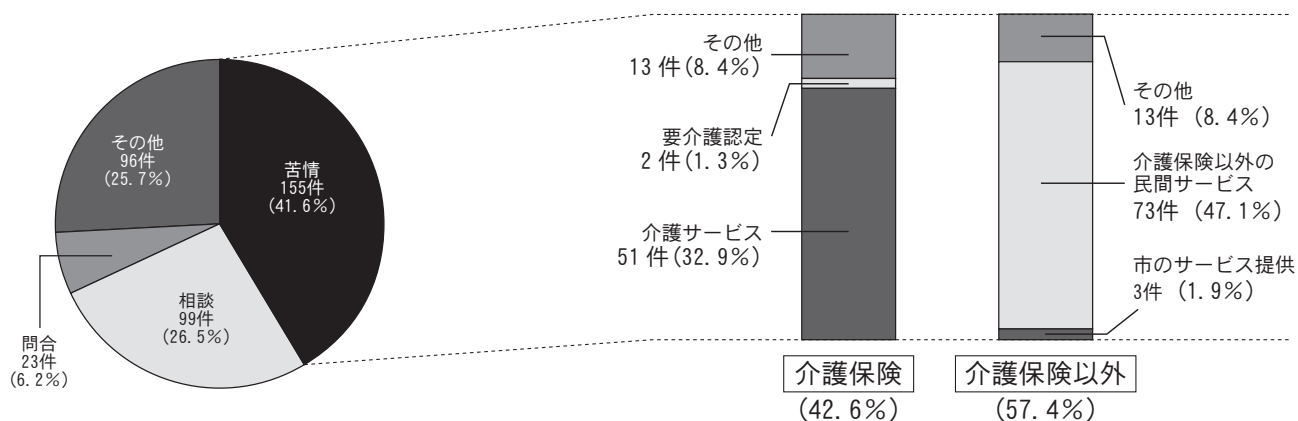 その他
96件
(25.7%)
苦情
155件
(41.6%)
相談
99件
(26.5%)
問合
23件
(6.2%)
その他
13件(8.4%)
要介護認定
2件(1.3%)
介護サービス
51件(32.9%)
介護保険
(42.6%)
その他
13件 (8.4%)
介護保険以外の
民間サービス
73件 (47.1%)
市のサービス提供
3件 (1.9%)
介護保険以外
(57.4%)